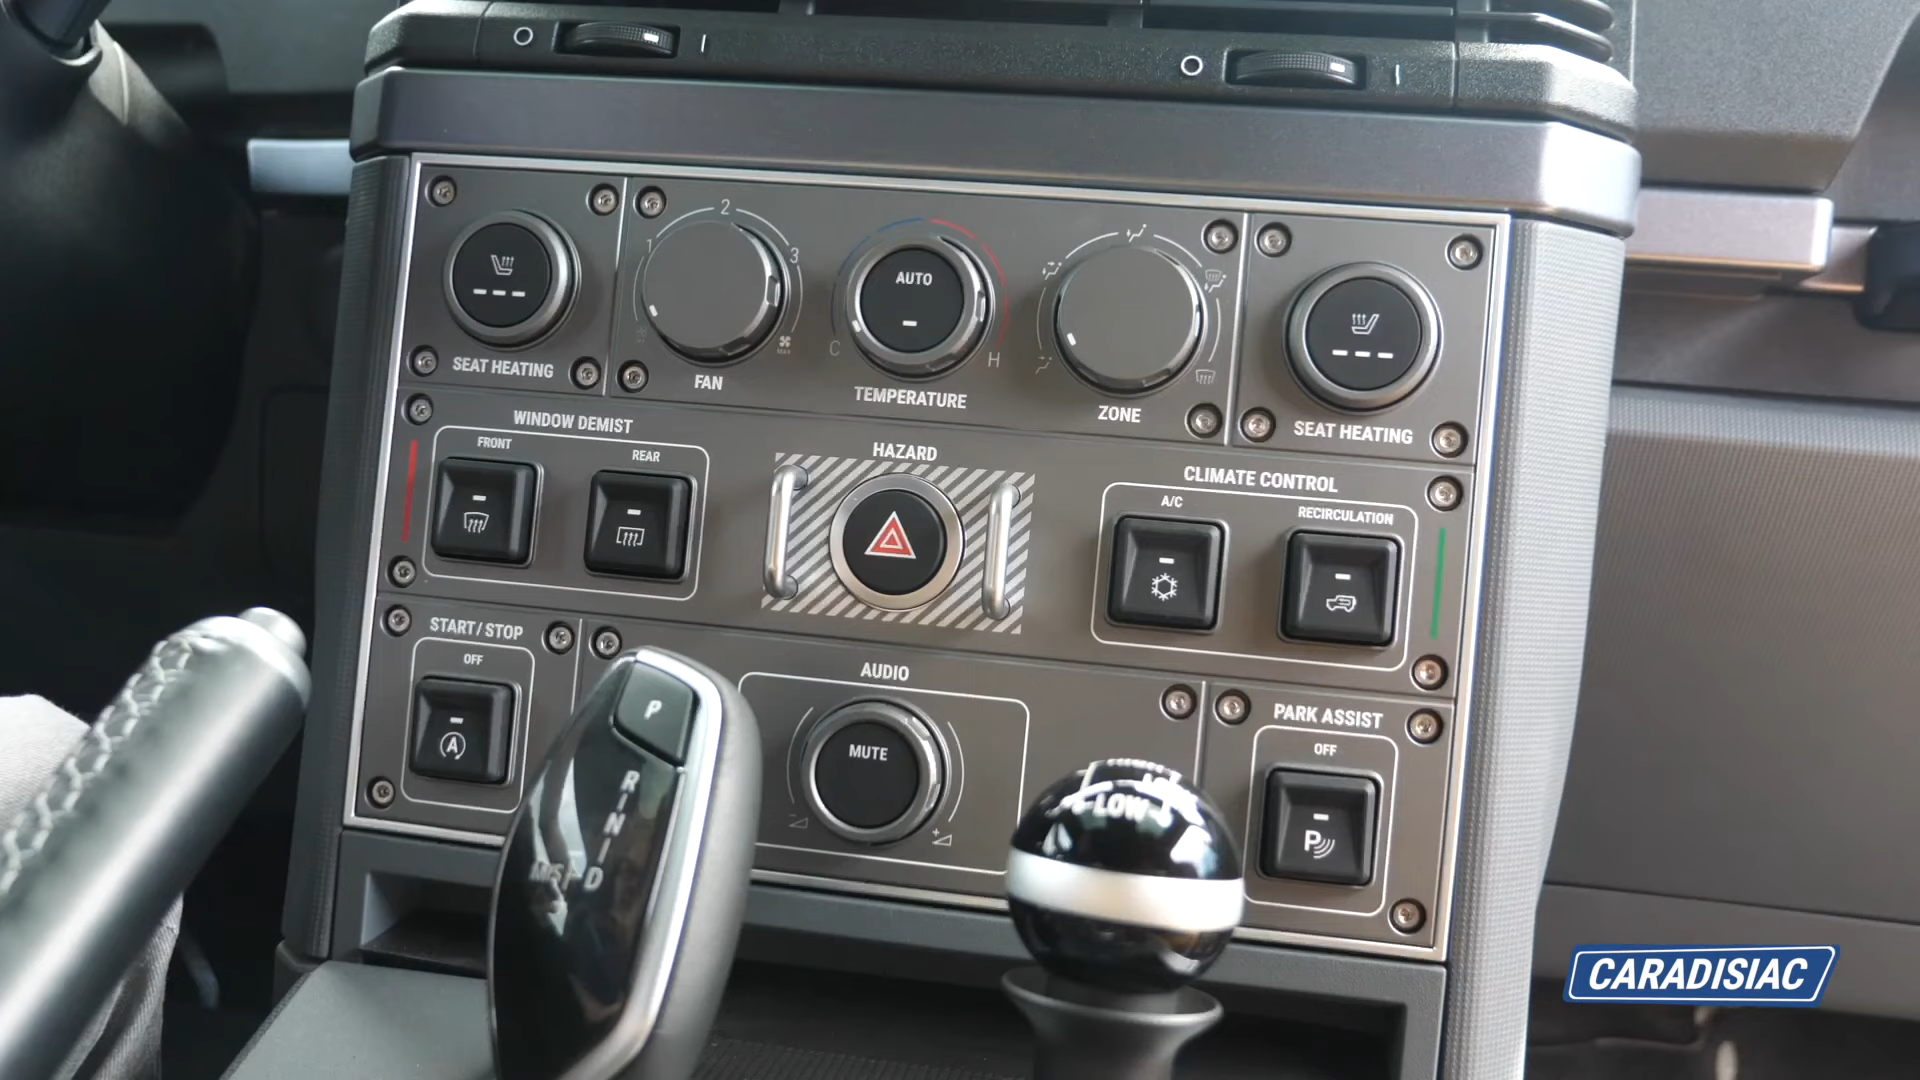 2
1
3
MAX
AUTO
C
H
SEAT HEATING
FAN
TEMPERATURE
ZONE
SEAT HEATING
WINDOW DEMIST
FRONT
REAR
HAZARD
CLIMATE CONTROL
A/C
RECIRCULATION
START/STOP
OFF
A
AUDIO
MUTE
PARK ASSIST
OFF
P
P
R
N
D
LOW
CARADISIAC